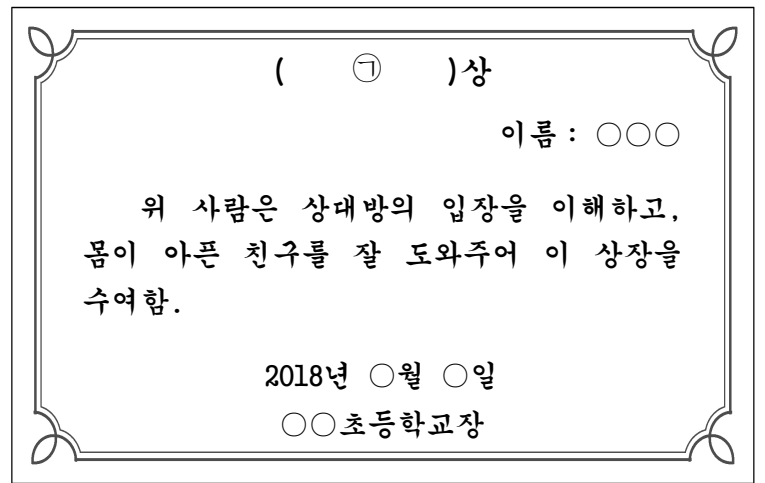 ( ㉠ )상
이름 : ○○○
위 사람은 상대방의 입장을 이해하고,
몸이 아픈 친구를 잘 도와주어 이 상장을
수여함.
2018년 ○월 ○일
○○초등학교장